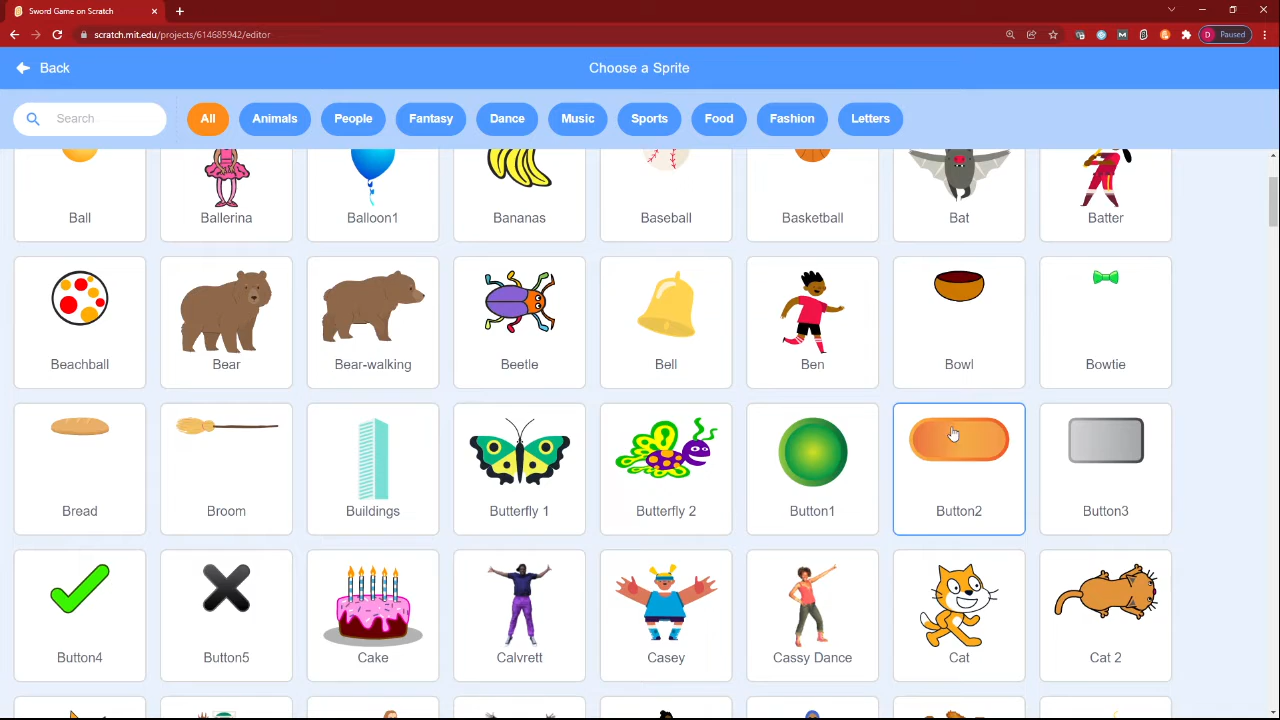 Sword Game on Scratch
scratch.mit.edu/projects/614685942/editor
D Paused
Back
Choose a Sprite
Search
All Animals People Fantasy Dance Music Sports Food Fashion Letters
Ball Ballerina Balloon1 Bananas Baseball Basketball Bat Batter
Beachball Bear Bear-walking Beetle Bell Ben Bowl Bowtie
Bread Broom Buildings Butterfly 1 Butterfly 2 Button1 Button2 Button3
Button4 Button5 Cake Calvrett Casey Cassy Dance Cat Cat 2